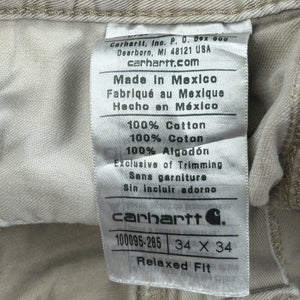 Carhartt, Inc. P. O. Box 600
Dearborn, MI 48121 USA
carhartt.com
Made in Mexico
Fabriqué au Mexique
Hecho en México
100% Cotton
100% Coton
100% Algodón
Exclusive of Trimming
Sans garniture
Sin incluir adorno
carhartt
100095-285 34 X 34
Relaxed Fit